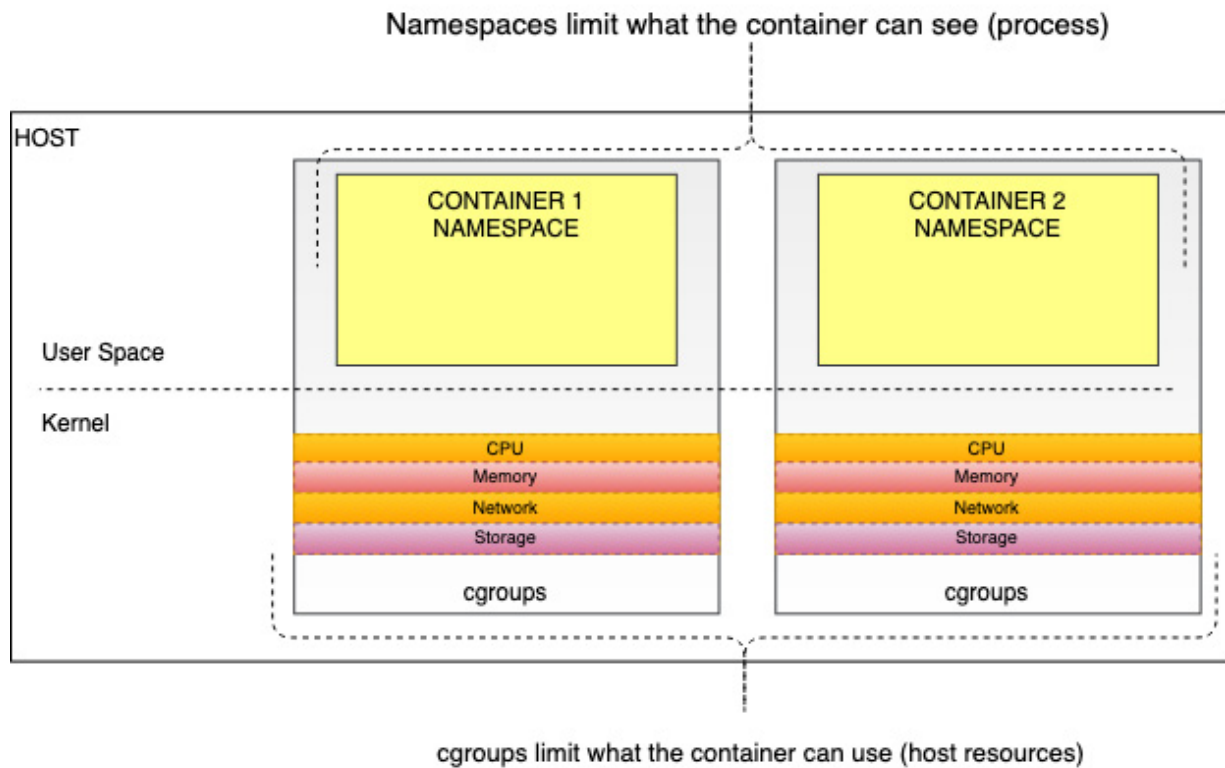 Namespaces limit what the container can see (process)
HOST
CONTAINER 1
NAMESPACE
CONTAINER 2
NAMESPACE
User Space
Kernel
CPU
Memory
Network
Storage
cgroups
CPU
Memory
Network
Storage
cgroups
cgroups limit what the container can use (host resources)